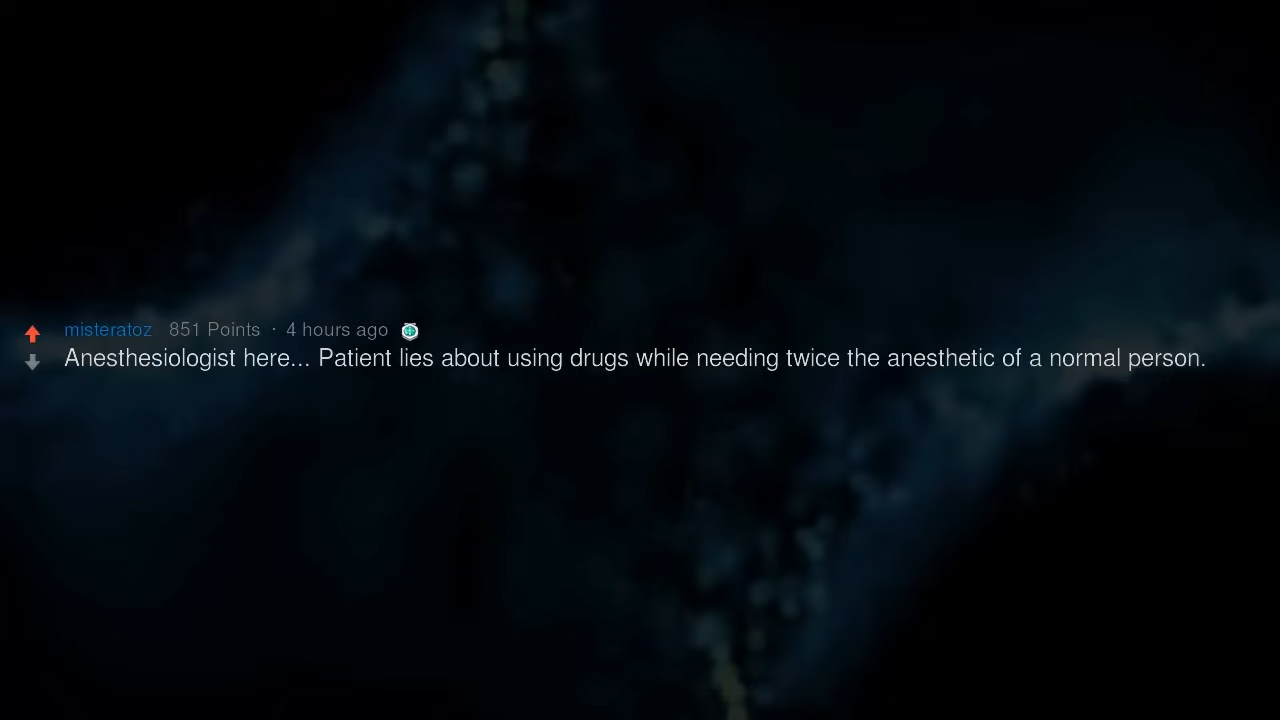 misteratoz 851 Points · 4 hours ago
Anesthesiologist here... Patient lies about using drugs while needing twice the anesthetic of a normal person.